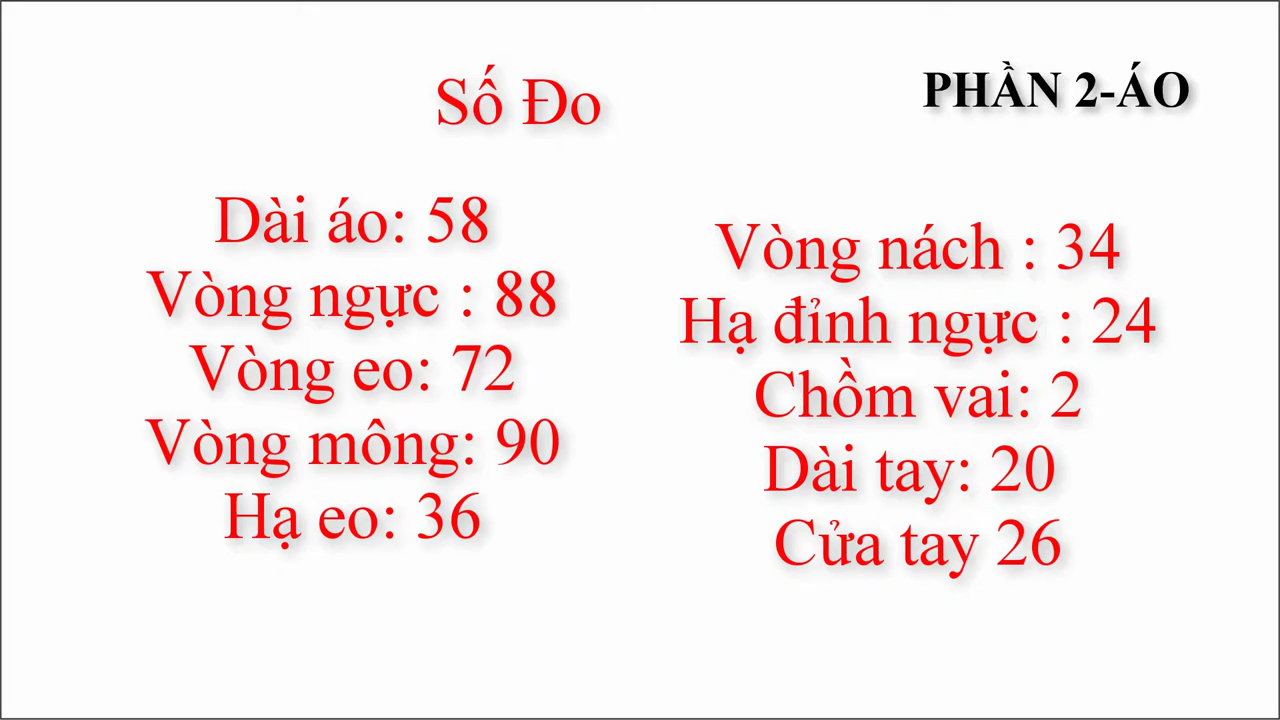 Số Đo
PHẦN 2-ÁO
Dài áo: 58
Vòng ngực : 88
Vòng eo: 72
Vòng mông: 90
Hạ eo: 36
Vòng nách : 34
Hạ đỉnh ngực : 24
Chồm vai: 2
Dài tay: 20
Cửa tay 26